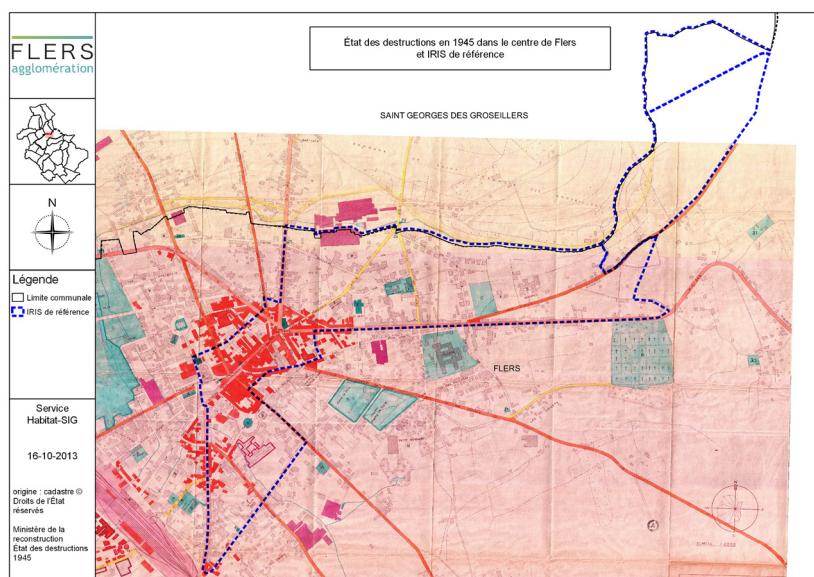 FLERS
agglomération
État des destructions en 1945 dans le centre de Flers
et IRIS de référence
SAINT GEORGES DES GROSEILLERS
N
Légende
Limite communale
IRIS de référence
FLERS
Service
Habitat-SIG
16-10-2013
origine : cadastre ©
Droits de l'État
réservés
Ministère de la
reconstruction
État des destructions
1945